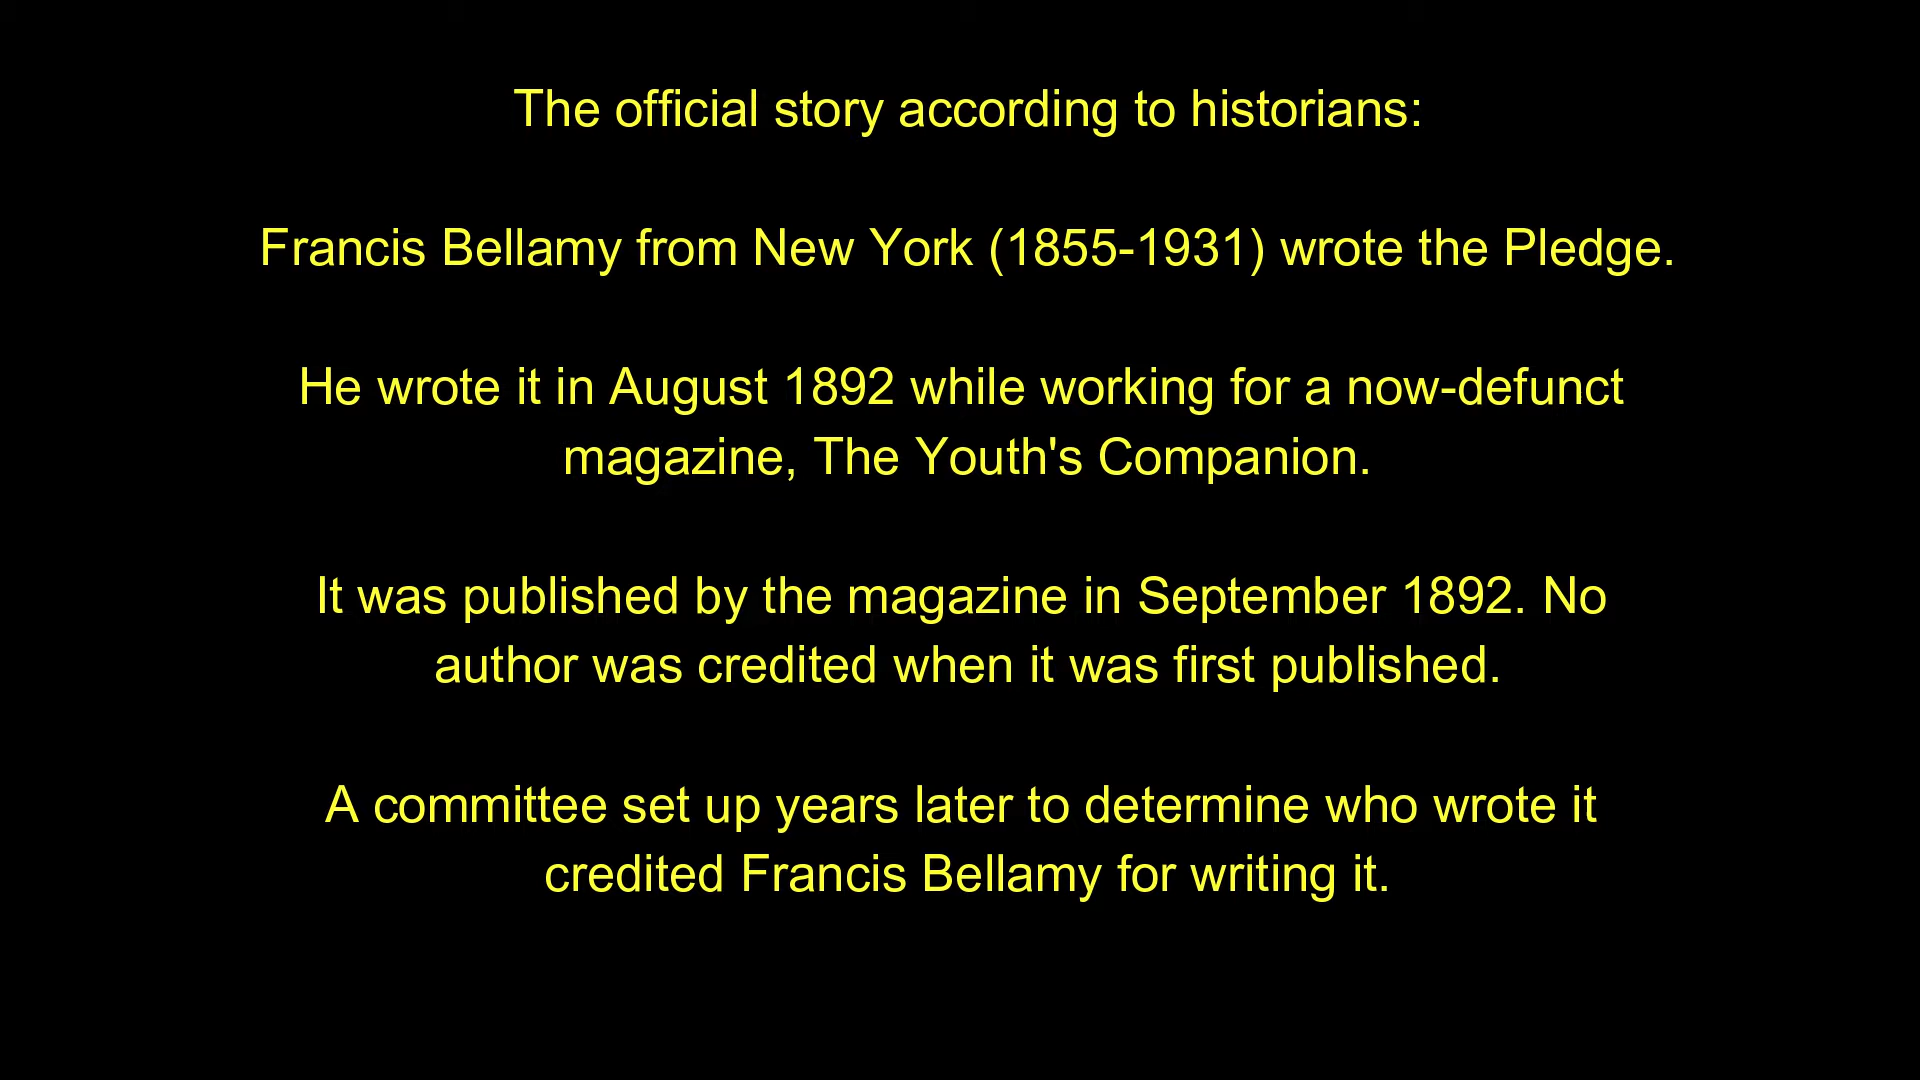 The official story according to historians:
Francis Bellamy from New York (1855-1931) wrote the Pledge.
He wrote it in August 1892 while working for a now-defunct
magazine, The Youth's Companion.
It was published by the magazine in September 1892. No
author was credited when it was first published.
A committee set up years later to determine who wrote it
credited Francis Bellamy for writing it.